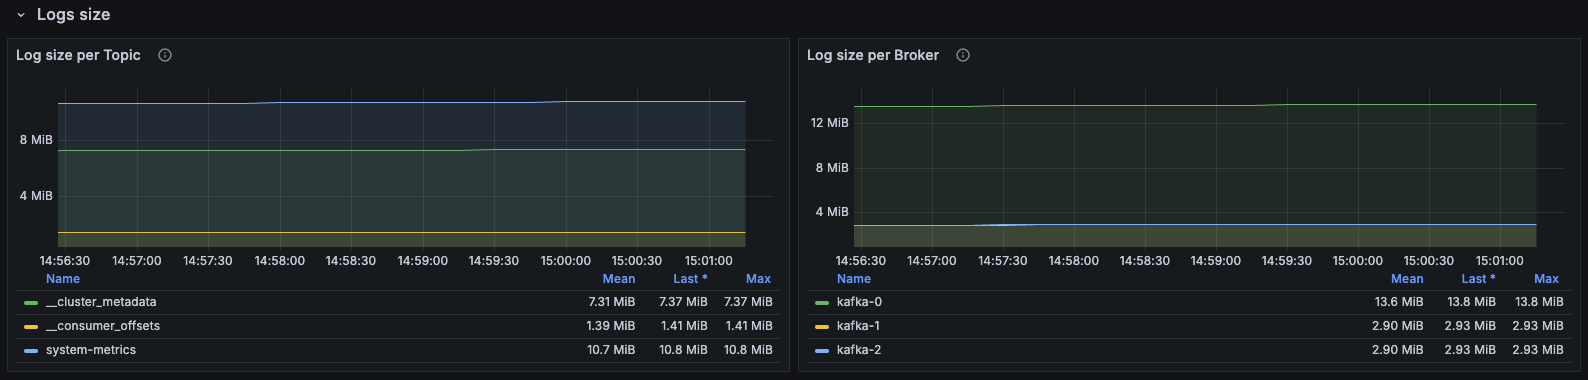 Logs size
Log size per Topic
8 MiB
4 MiB
14:56:30 14:57:00 14:57:30 14:58:00 14:58:30 14:59:00 14:59:30 15:00:00 15:00:30 15:01:00
Name Mean Last * Max
__cluster_metadata 7.31 MiB 7.37 MiB 7.37 MiB
__consumer_offsets 1.39 MiB 1.41 MiB 1.41 MiB
system-metrics 10.7 MiB 10.8 MiB 10.8 MiB
Log size per Broker
12 MiB
8 MiB
4 MiB
14:56:30 14:57:00 14:57:30 14:58:00 14:58:30 14:59:00 14:59:30 15:00:00 15:00:30 15:01:00
Name Mean Last * Max
kafka-0 13.6 MiB 13.8 MiB 13.8 MiB
kafka-1 2.90 MiB 2.93 MiB 2.93 MiB
kafka-2 2.90 MiB 2.93 MiB 2.93 MiB